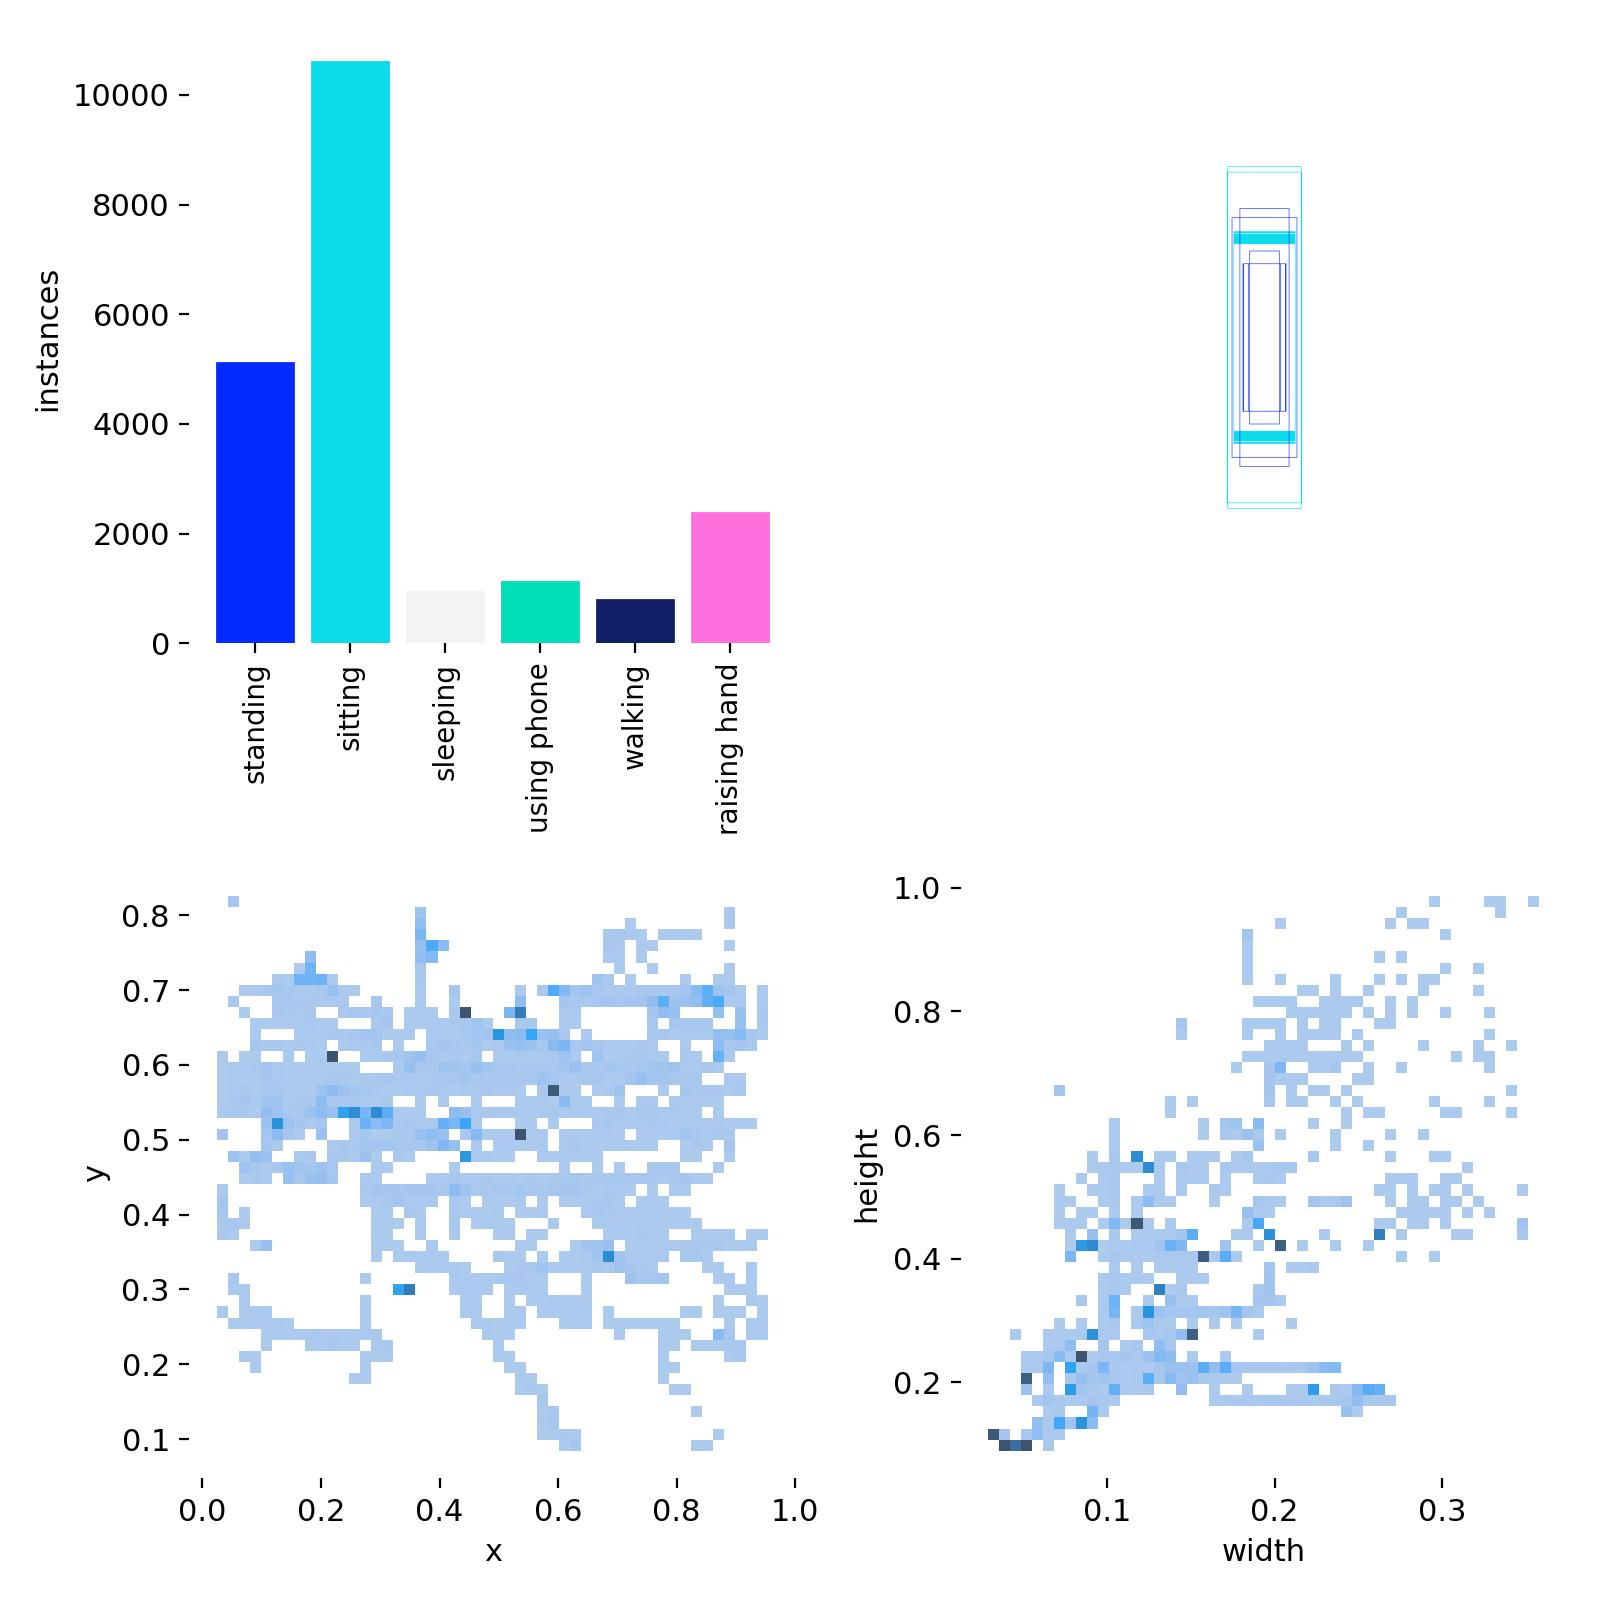 10000
8000
6000
4000
2000
0
instances
standing
sitting
sleeping
using phone
walking
raising hand
0.8
0.7
0.6
0.5
0.4
0.3
0.2
0.1
y
0.0 0.2 0.4 0.6 0.8 1.0
x
1.0
0.8
0.6
0.4
0.2
height
0.1 0.2 0.3
width